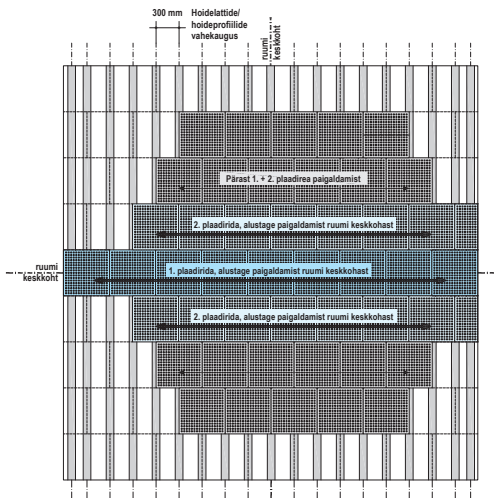 300 mm
Hoidelattide/
hoideprofiilide
vahekaugus
ruumi
keskkoht
Pärast 1. + 2. plaadirea paigaldamist
2. plaadirida, alustage paigaldamist ruumi keskkohast
ruumi
keskkoht
1. plaadirida, alustage paigaldamist ruumi keskkohast
2. plaadirida, alustage paigaldamist ruumi keskkohast